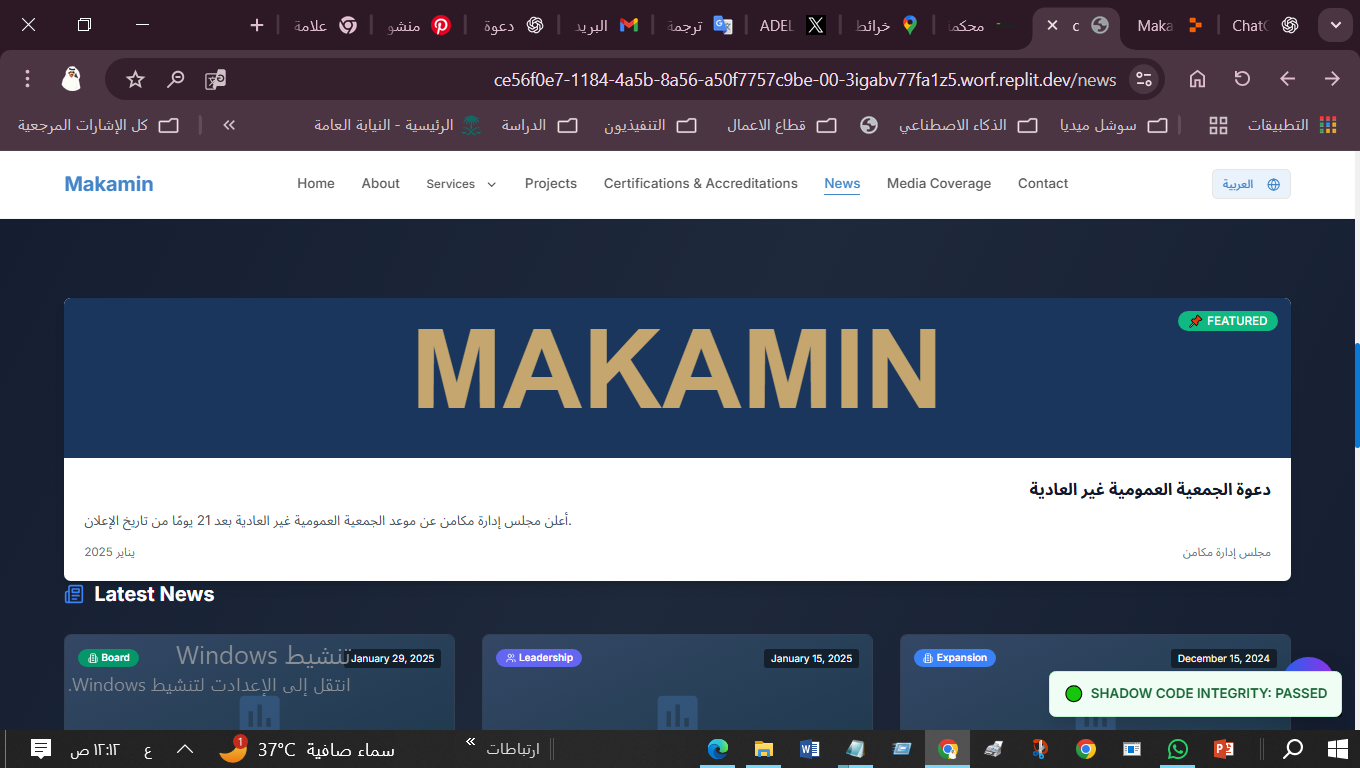 علامة
منشو
دعوة
البريد
ترجمة
ADEL
خرائط
محكما
c
Maka
ChatG
ce56f0e7-1184-4a5b-8a56-a50f7757c9be-00-3igabv77fa1z5.worf.replit.dev/news
التطبيقات
سوشل ميديا
الذكاء الاصطناعي
قطاع الاعمال
التنفيذيون
الدراسة
الرئيسية - النيابة العامة
»
كل الإشارات المرجعية
Makamin
Home
About
Services
Projects
Certifications & Accreditations
News
Media Coverage
Contact
العربية
FEATURED
MAKAMIN
دعوة الجمعية العمومية غير العادية
أعلن مجلس إدارة مكامن عن موعد الجمعية العمومية غير العادية بعد 21 يومًا من تاريخ الإعلان.
مجلس إدارة مكامن
يناير 2025
Latest News
Board
January 29, 2025
Leadership
January 15, 2025
Expansion
December 15, 2024
تنشيط Windows
انتقل إلى الإعدادت لتنشيط Windows.
SHADOW CODE INTEGRITY: PASSED
ارتباطات
»
سماء صافية 37°C
1
ع
١٢:١٢ ص